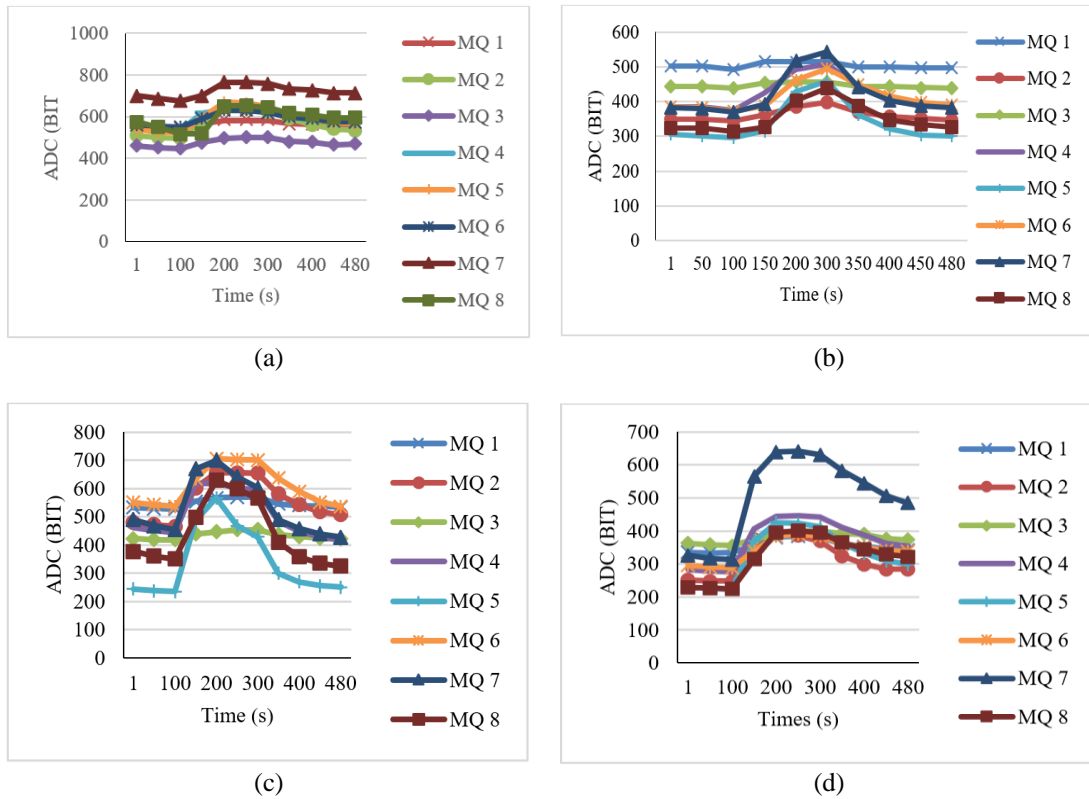 1000
800
600
400
200
0
ADC (BIT
1 100 200 300 400 480
Time (s)
MQ 1
MQ 2
MQ 3
MQ 4
MQ 5
MQ 6
MQ 7
MQ 8
(a)
600
500
400
300
200
100
0
ADC (BIT)
1 50 100 150 200 300 350 400 450 480
Time (s)
MQ 1
MQ 2
MQ 3
MQ 4
MQ 5
MQ 6
MQ 7
MQ 8
(b)
800
700
600
500
400
300
200
100
0
ADC (BIT)
1 100 200 300 400 480
Time (s)
MQ 1
MQ 2
MQ 3
MQ 4
MQ 5
MQ 6
MQ 7
MQ 8
(c)
700
600
500
400
300
200
100
0
ADC (BIT)
1 100 200 300 400 480
Times (s)
MQ 1
MQ 2
MQ 3
MQ 4
MQ 5
MQ 6
MQ 7
MQ 8
(d)